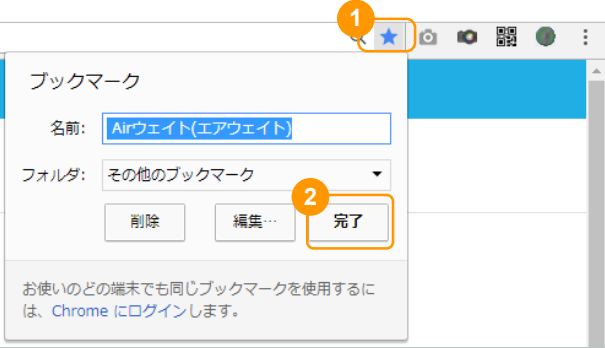 1
ブックマーク
名前: Airウェイト(エアウェイト)
フォルダ: その他のブックマーク
2
削除 編集… 完了
お使いのどの端末でも同じブックマークを使用するに
は、Chrome にログインします。